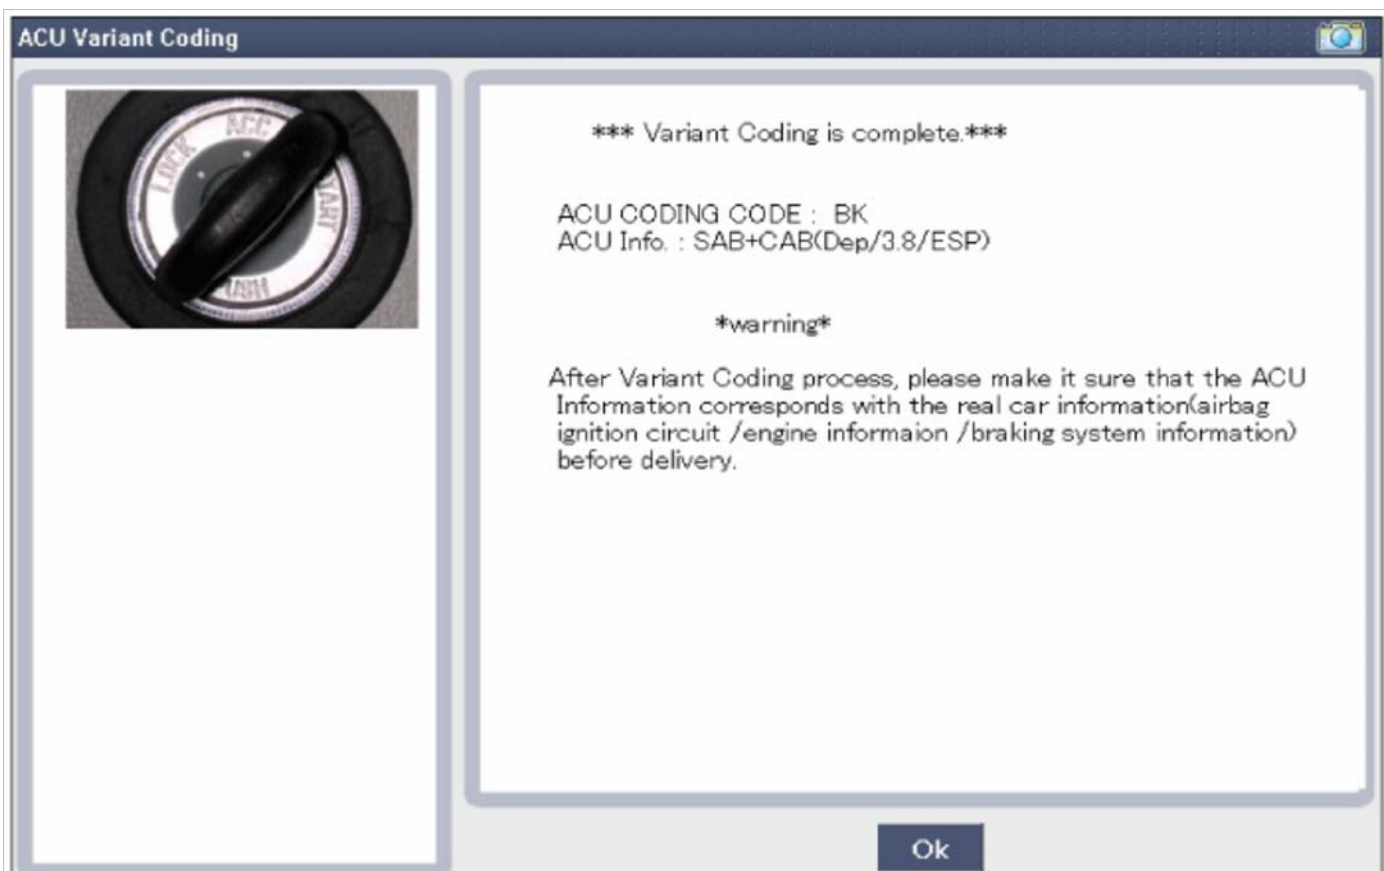 ACU Variant Coding
LOCK
ACC
START
PUSH
*** Variant Coding is complete.***
ACU CODING CODE : BK
ACU Info. : SAB+CAB(Dep/3.8/ESP)
*warning*
After Variant Coding process, please make it sure that the ACU
Information corresponds with the real car information(airbag
ignition circuit /engine informaion /braking system information)
before delivery.
Ok